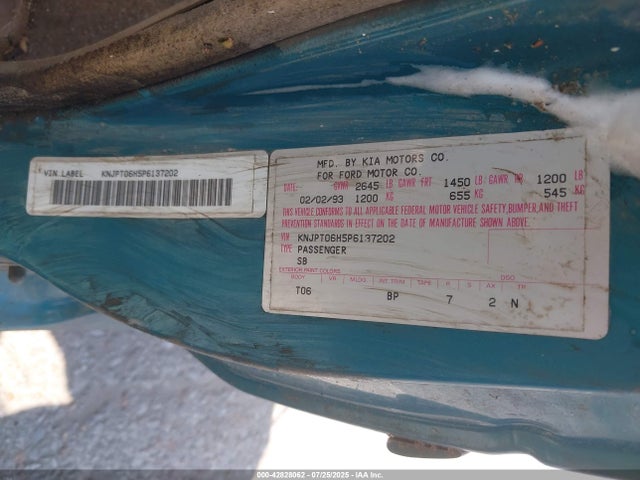 VIN LABEL KNJPT06H5P6137202
MFD. BY KIA MOTORS CO.
FOR FORD MOTOR CO.
DATE: GVWR 2645 LB GAWR FRT 1450 LB. GAWR RR 1200 LB
02/02/93 1200 KG 655 KG 545 KG
THIS VEHICLE CONFORMS TO ALL APPLICABLE FEDERAL MOTOR VEHICLE SAFETY, BUMPER, AND THEFT
PREVENTION STANDARDS IN EFFECT ON THE DATE OF MANUFACTURE SHOWN ABOVE.
VIN KNJPT06H5P6137202
TYPE PASSENGER
SB
EXTERIOR PAINT COLORS DSO
BODY VR MLDG INT TRIM TAPE R S AX TR
T06 BP 7 2 N
000-42828062 - 07/25/2025 - IAA Inc.